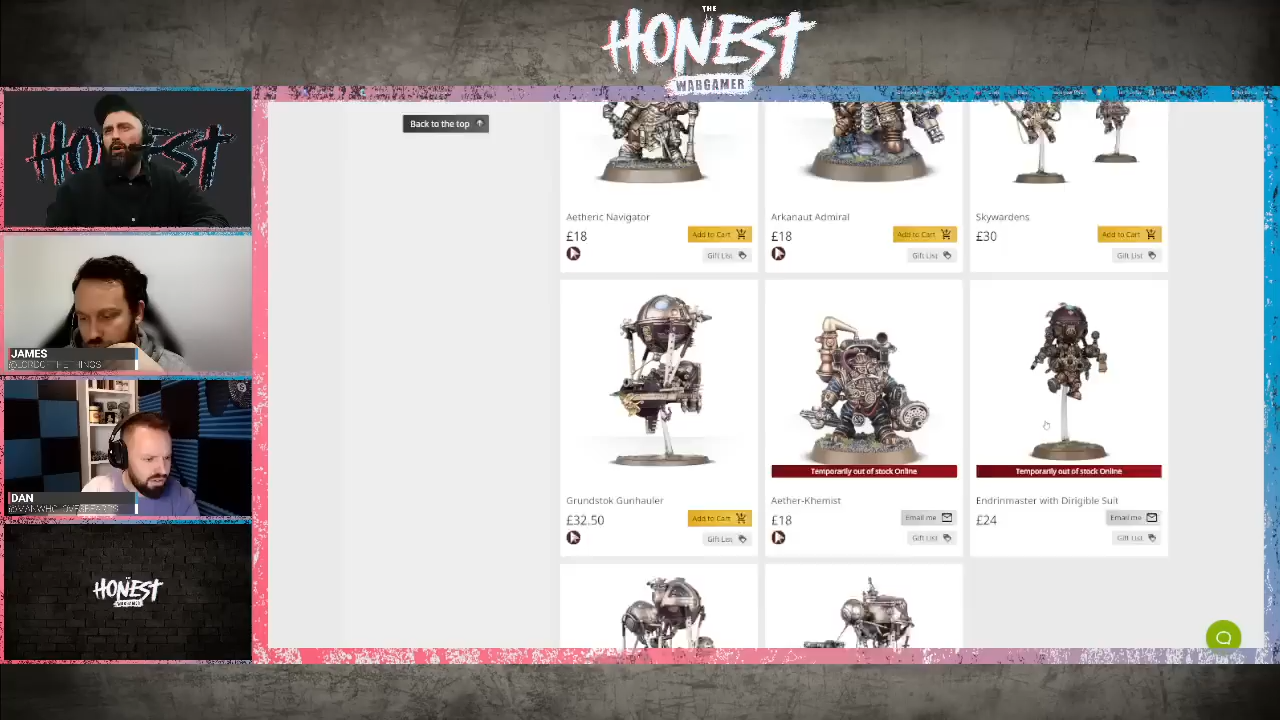 THE
HONEST
WARGAMER
HONEST
Back to the top
Aetheric Navigator
£18
Add to Cart
Gift List
Arkanaut Admiral
£18
Add to Cart
Gift List
Skywardens
£30
Add to Cart
Gift List
JAMES
DAN
Grundstok Gunhauler
£32.50
Add to Cart
Gift List
Temporarily out of stock Online
Aether-Khemist
£18
Email me
Gift List
Temporarily out of stock Online
Endrinmaster with Dirigible Suit
£24
Email me
Gift List
HONEST
WARGAMER